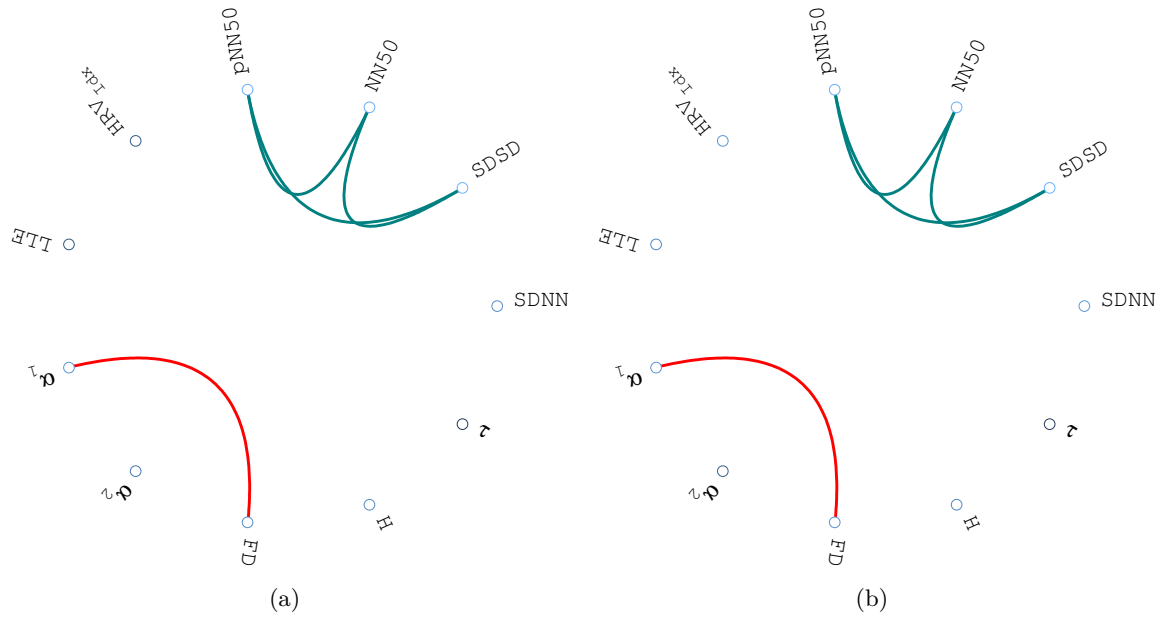 pNN50
NN50
SDSD
SDNN
τ
H
FD
α₂
α₁
LLE
HRV Idx
(a)
pNN50
NN50
SDSD
SDNN
τ
H
FD
α₂
α₁
LLE
HRV Idx
(b)